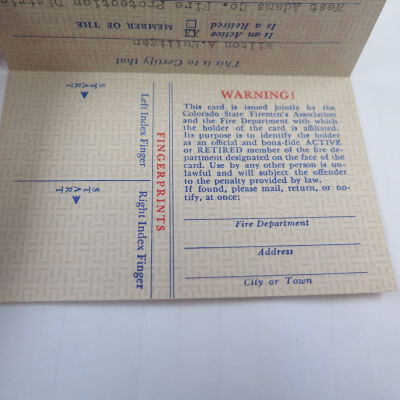 This is to Certify that
Is an Active
Is a Retired
MEMBER OF THE
West Adams Co. Fire Protection Distric
WARNING!
This card is issued jointly by the
Colorado State Firemen's Association
and the Fire Department with which
the holder of the card is affiliated.
Its purpose is to identify the holder
as an official and bona-fide ACTIVE
or RETIRED member of the fire de-
partment designated on the face of the
card. Use by any other person is un-
lawful and will subject the offender
to the penalty provided by law.
If found, please mail, return, or no-
tify, at once:
Fire Department
Address
City or Town
FINGERPRINTS
Left Index Finger
START
Right Index Finger
START